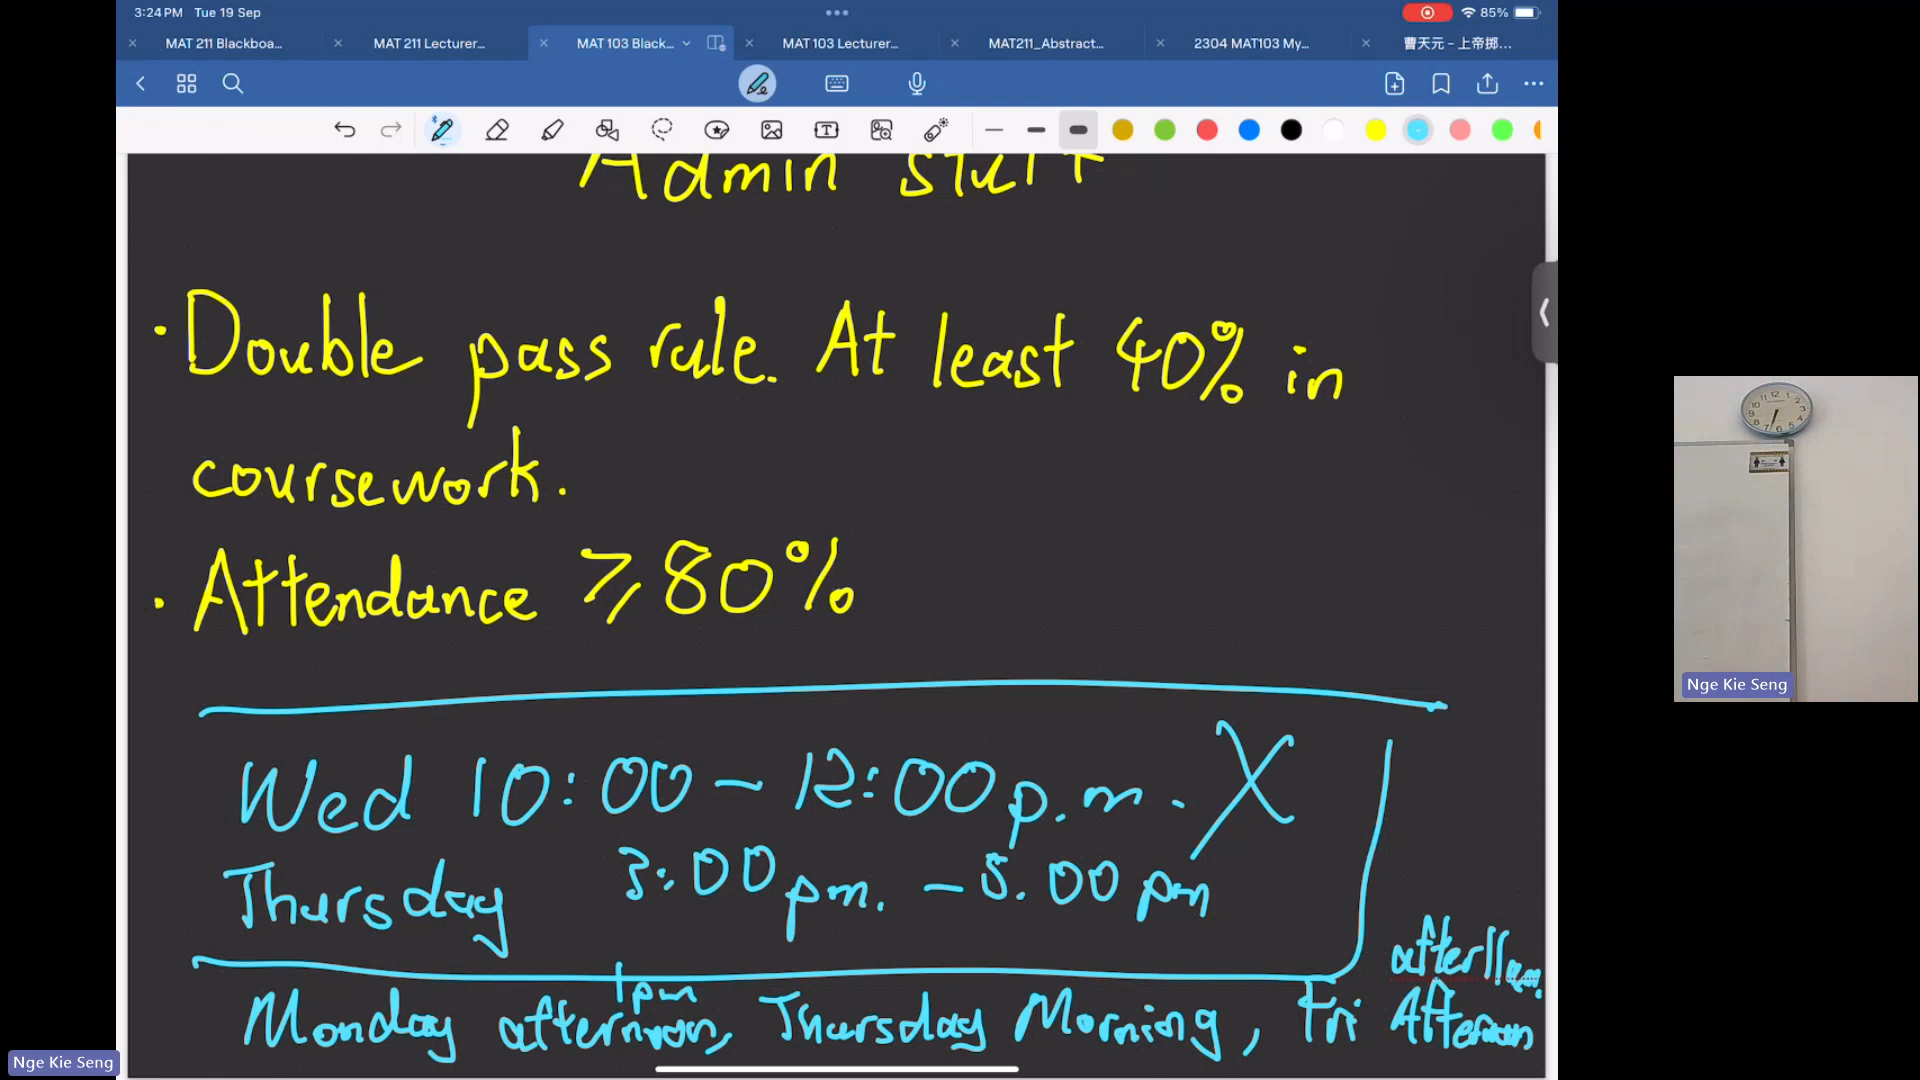 3:24 PM Tue 19 Sep
85%
MAT 211 Blackboa...
MAT 211 Lecturer...
MAT 103 Black...
MAT 103 Lecturer...
MAT211_Abstract...
2304 MAT103 My...
曹天元 - 上帝掷...
Admin stuff
· Double pass rule. At least 40% in
coursework.
· Attendance ⩾80%
Wed 10:00 - 12:00 p.m. X
Thursday 3:00 pm. - 5.00 pm
1pm
after 11am.
Monday afternoon, Thursday Morning, Fri Afternoon
Nge Kie Seng
Nge Kie Seng